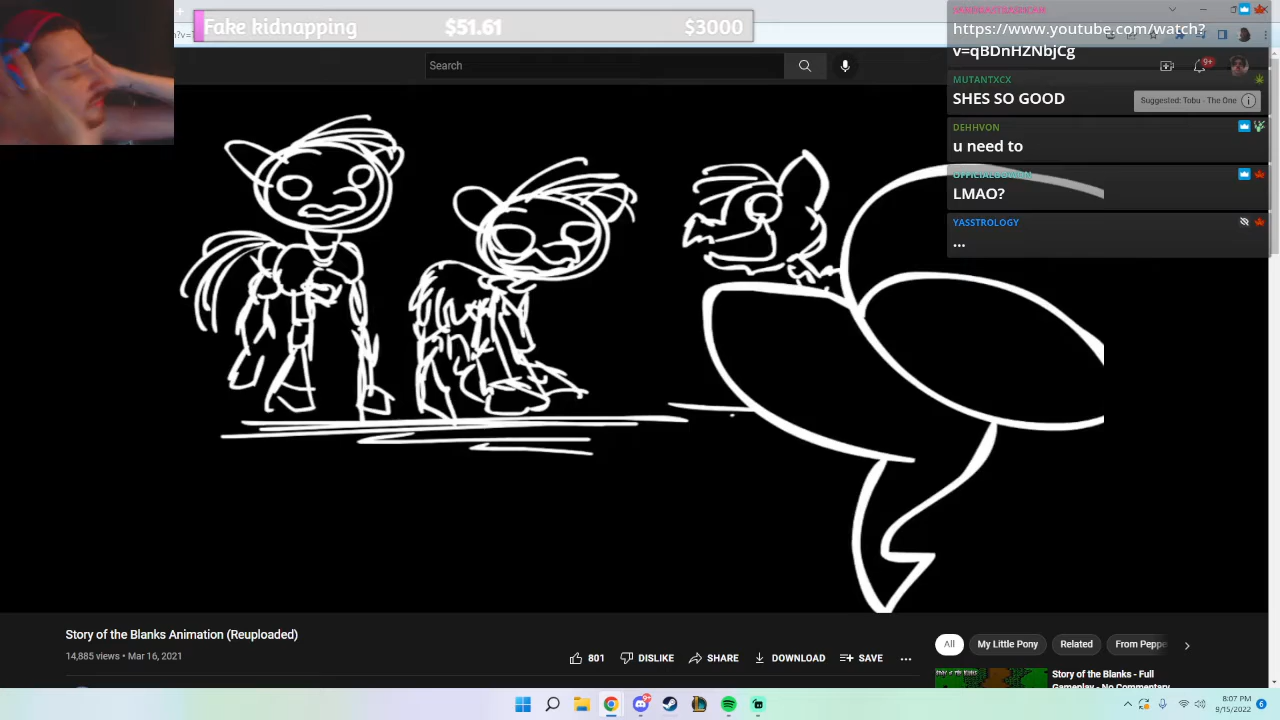 Fake kidnapping $51.61 $3000
Search
https://www.youtube.com/watch?
v=qBDnHZNbjCg
9+
MUTANTXCX
SHES SO GOOD
Suggested: Tobu - The One
DEHHVON
u need to
LMAO?
YASSTROLOGY
...
Story of the Blanks Animation (Reuploaded)
14,885 views • Mar 16, 2021
801 DISLIKE SHARE DOWNLOAD SAVE
All My Little Pony Related From Peppe
Story of the Blanks - Full
Gameplay - No Commentary
8:07 PM
9/15/2022
6